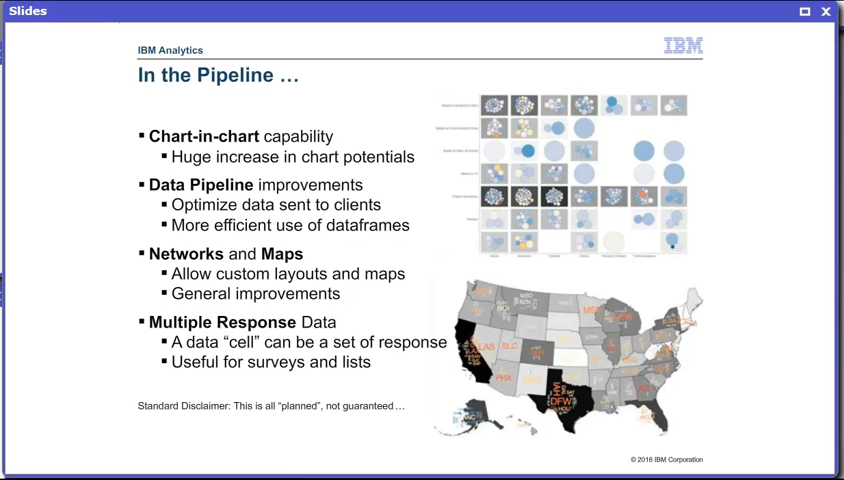 Slides
IBM Analytics
IBM
In the Pipeline …
▪ Chart-in-chart capability
▪ Huge increase in chart potentials
▪ Data Pipeline improvements
▪ Optimize data sent to clients
▪ More efficient use of dataframes
▪ Networks and Maps
▪ Allow custom layouts and maps
▪ General improvements
▪ Multiple Response Data
▪ A data “cell” can be a set of response
▪ Useful for surveys and lists
LAS
SLC
PHX
DFW
HOU
Standard Disclaimer: This is all “planned”, not guaranteed …
© 2016 IBM Corporation